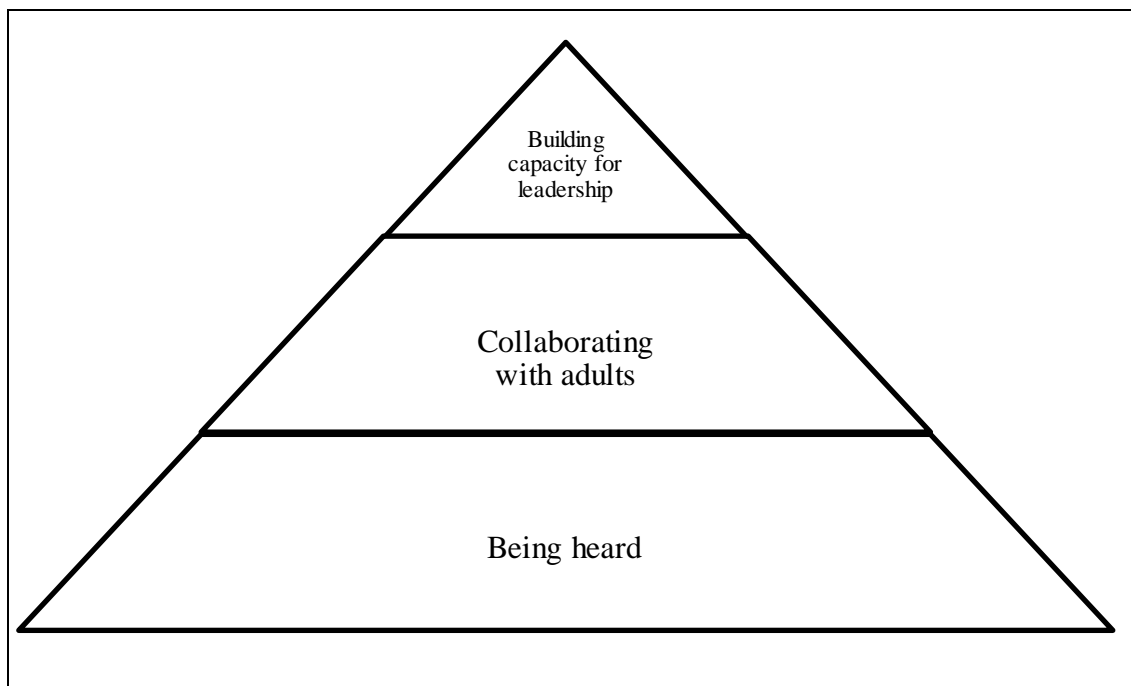 Building
capacity for
leadership
Collaborating
with adults
Being heard